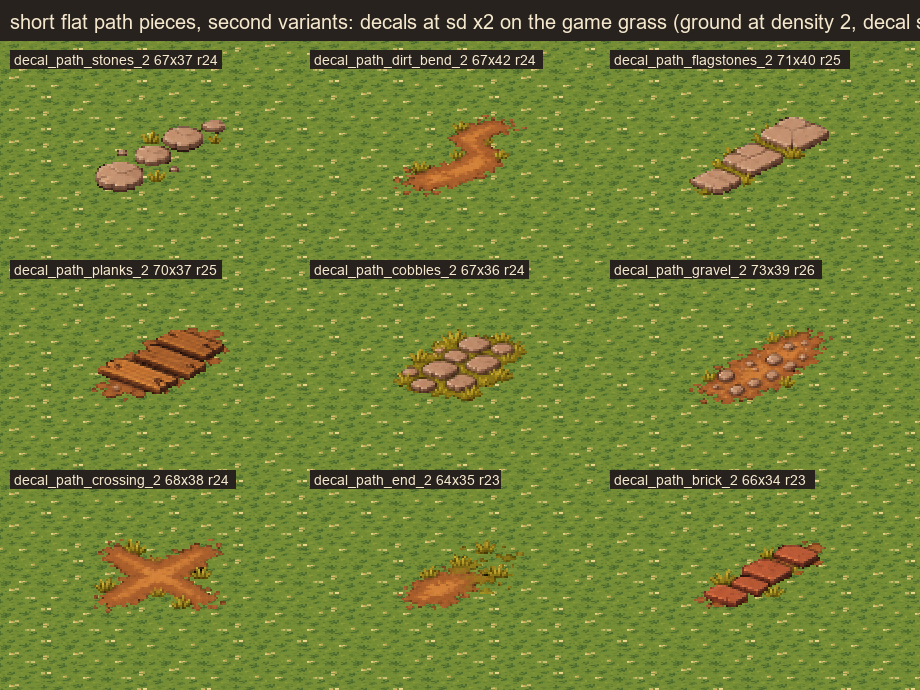 short flat path pieces, second variants: decals at sd x2 on the game grass (ground at density 2, decal s
decal_path_stones_2 67x37 r24
decal_path_dirt_bend_2 67x42 r24
decal_path_flagstones_2 71x40 r25
decal_path_planks_2 70x37 r25
decal_path_cobbles_2 67x36 r24
decal_path_gravel_2 73x39 r26
decal_path_crossing_2 68x38 r24
decal_path_end_2 64x35 r23
decal_path_brick_2 66x34 r23